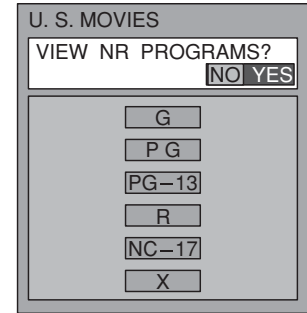 U. S. MOVIES
VIEW NR PROGRAMS?
NO YES
G
P G
PG–13
R
NC–17
X